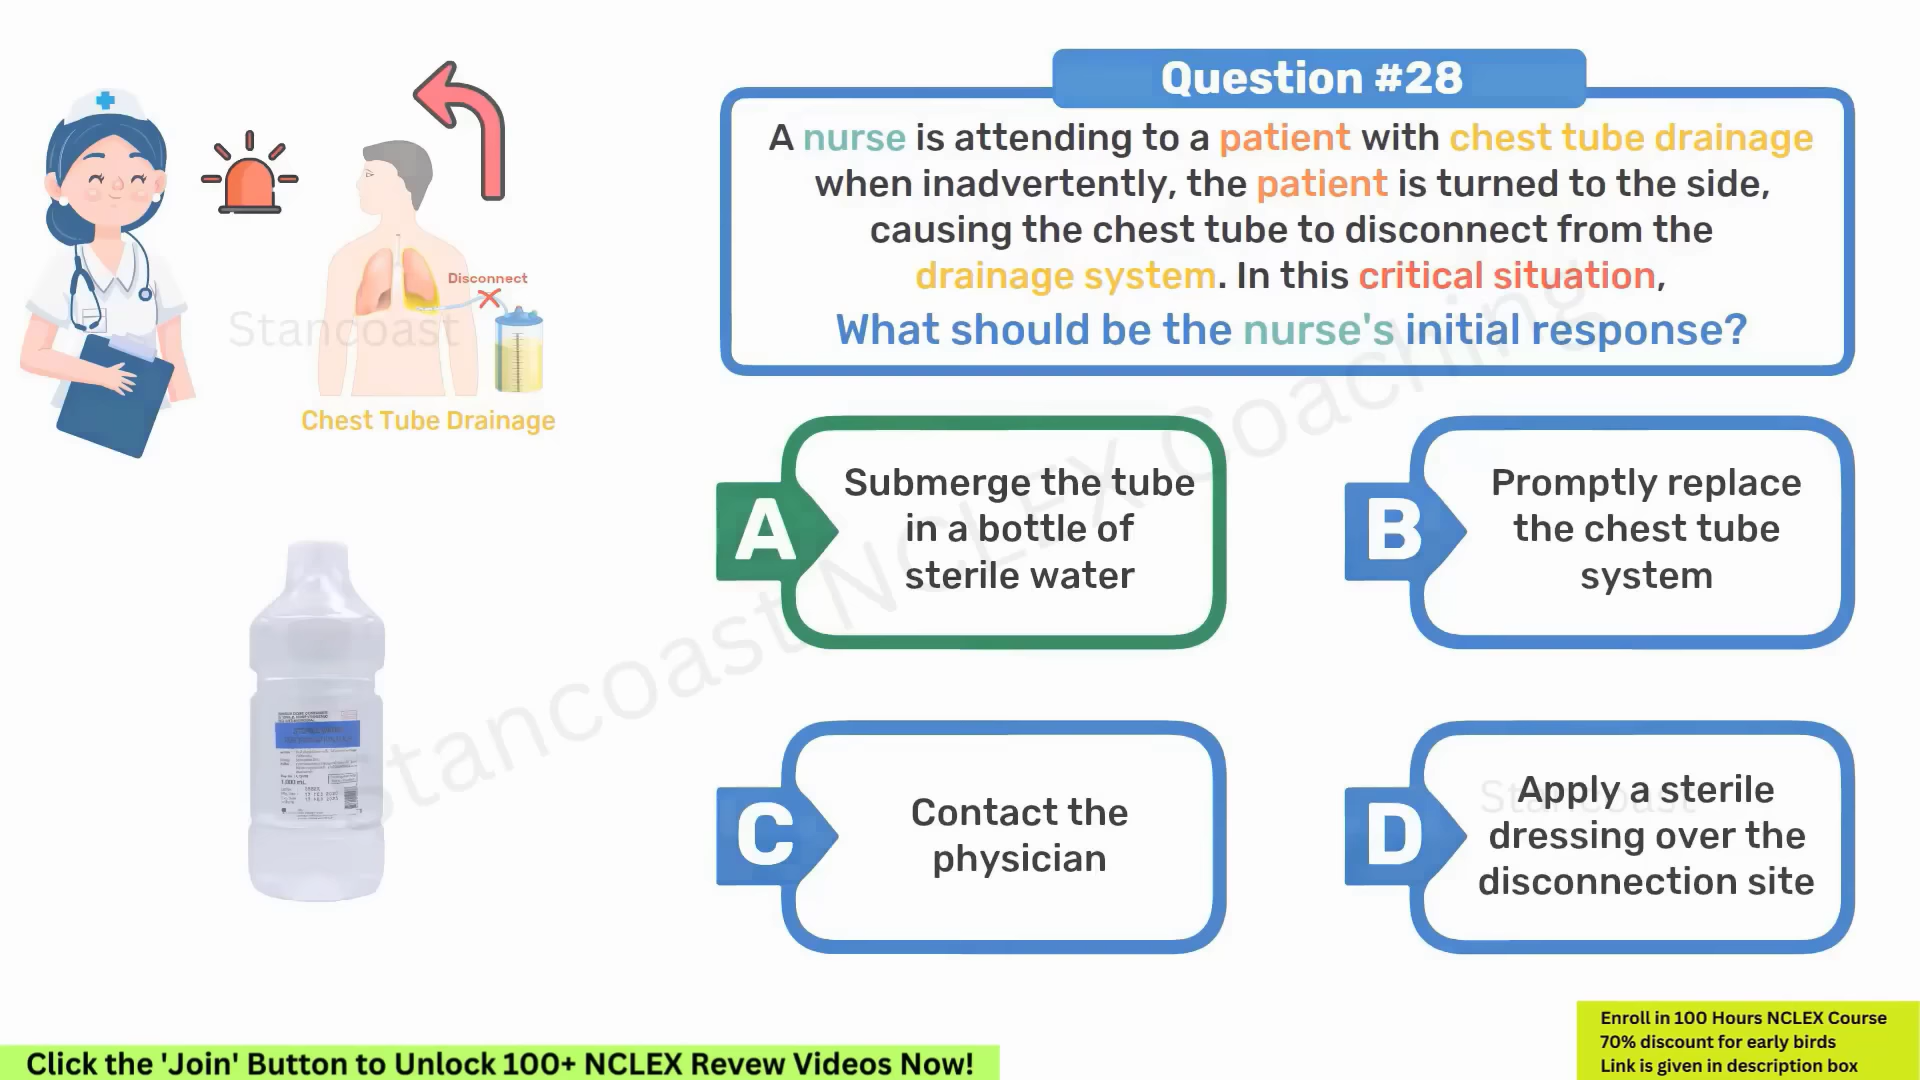 Question #28
A nurse is attending to a patient with chest tube drainage
when inadvertently, the patient is turned to the side,
causing the chest tube to disconnect from the
drainage system. In this critical situation,
What should be the nurse's initial response?
Disconnect
Chest Tube Drainage
Stancoast
A
Submerge the tube
in a bottle of
sterile water
B
Promptly replace
the chest tube
system
C
Contact the
physician
D
Apply a sterile
dressing over the
disconnection site
Stancoast
Stancoast NCLEX Coaching
1,000 mL
Click the 'Join' Button to Unlock 100+ NCLEX Revew Videos Now!
Enroll in 100 Hours NCLEX Course
70% discount for early birds
Link is given in description box